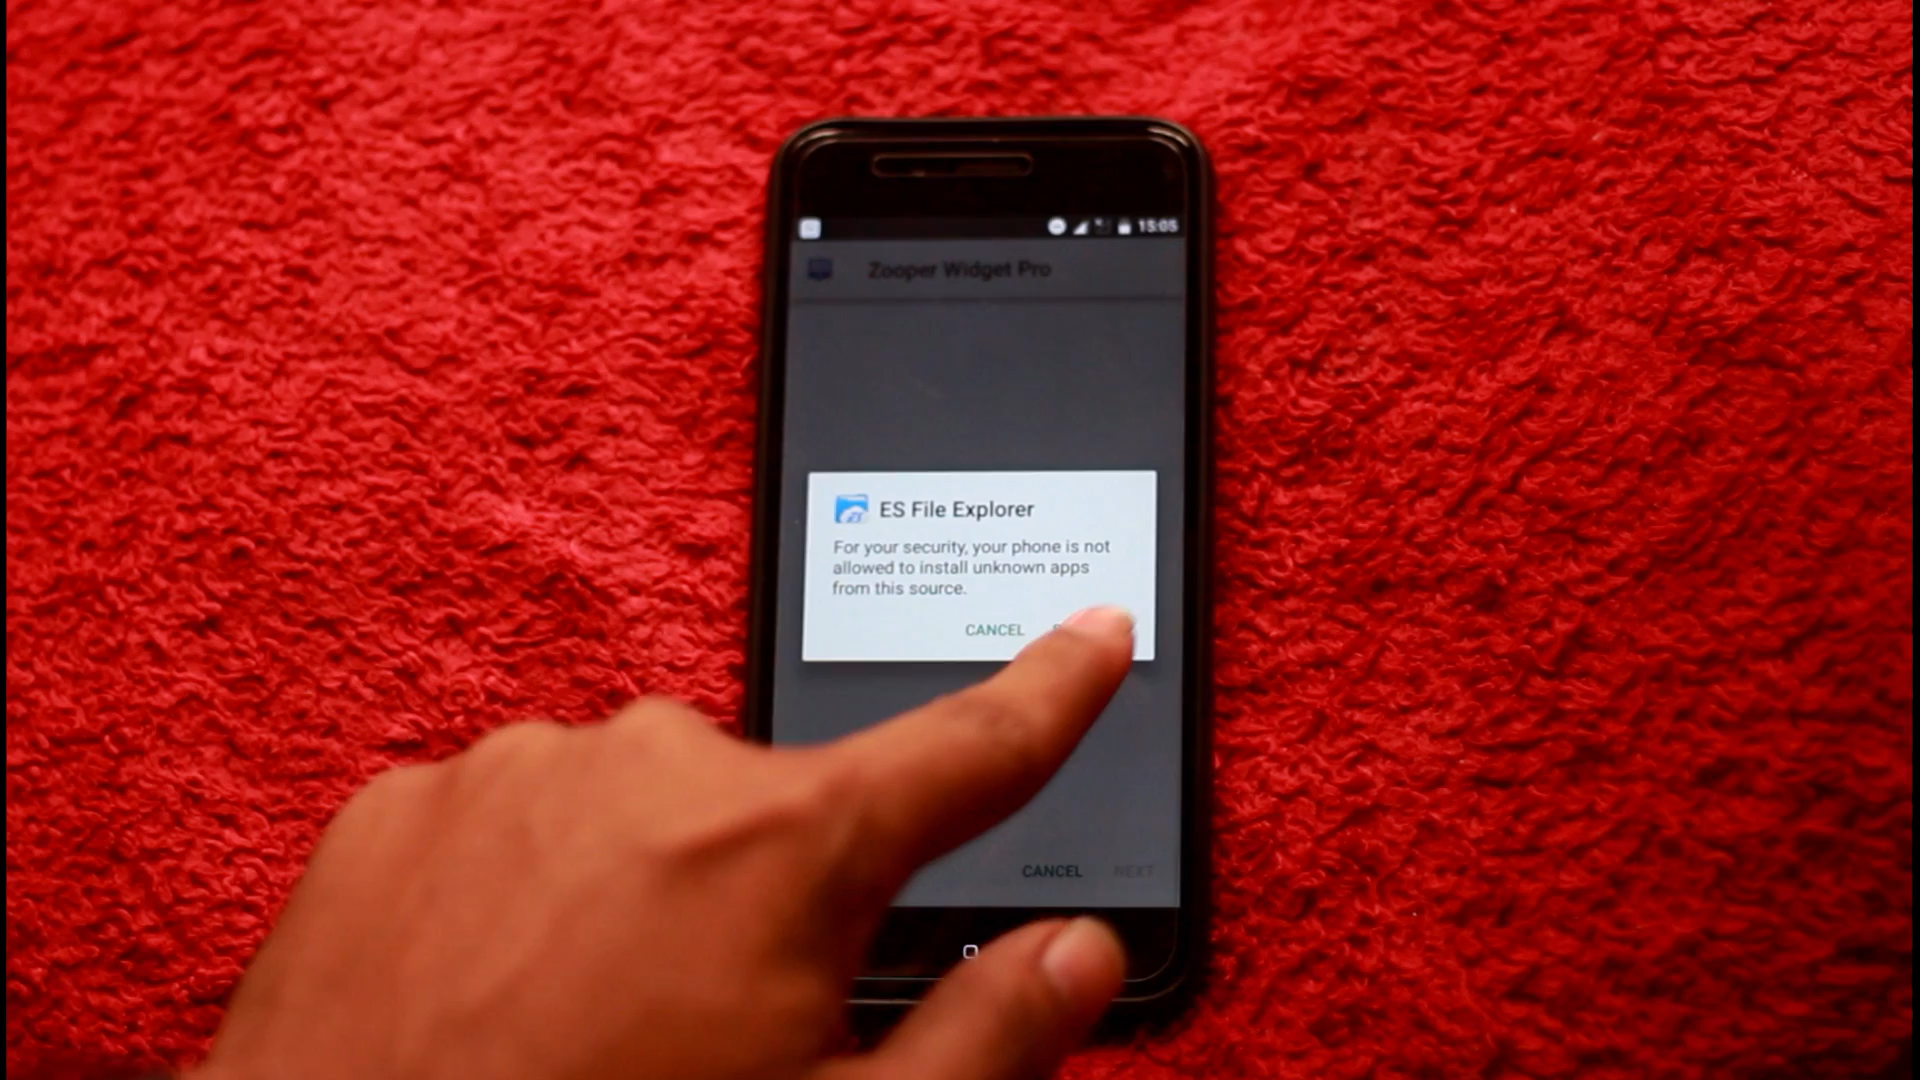 15:05
Zooper Widget Pro
ES File Explorer
For your security, your phone is not
allowed to install unknown apps
from this source.
CANCEL
CANCEL NEXT